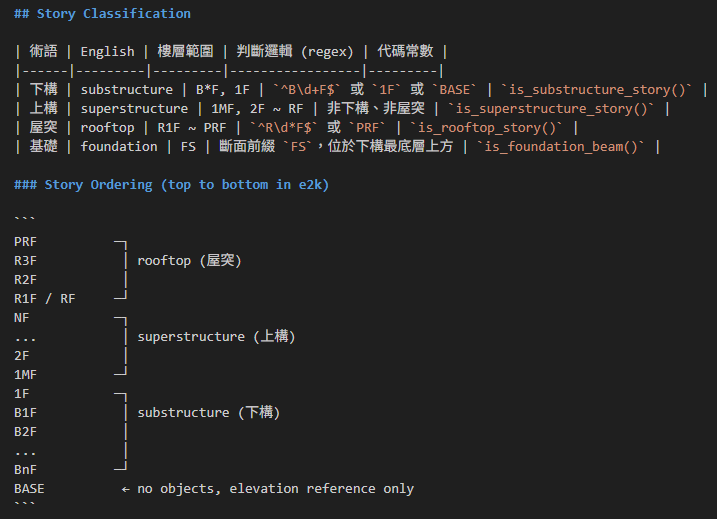 ## Story Classification
| 術語 | English | 樓層範圍 | 判斷邏輯 (regex) | 代碼常數 |
|------|---------|---------|----------------|---------|
| 下構 | substructure | B*F, 1F | `^B\d+F$` 或 `1F` 或 `BASE` | `is_substructure_story()` |
| 上構 | superstructure | 1MF, 2F ~ RF | 非下構、非屋突 | `is_superstructure_story()` |
| 屋突 | rooftop | R1F ~ PRF | `^R\d*F$` 或 `PRF` | `is_rooftop_story()` |
| 基礎 | foundation | FS | 斷面前綴 `FS`，位於下構最底層上方 | `is_foundation_beam()` |
### Story Ordering (top to bottom in e2k)
```
PRF          ─┐
R3F           │ rooftop (屋突)
R2F           │
R1F / RF     ─┘
NF           ─┐
...           │ superstructure (上構)
2F            │
1MF          ─┘
1F           ─┐
B1F           │ substructure (下構)
B2F           │
...           │
BnF          ─┘
BASE          ← no objects, elevation reference only
```